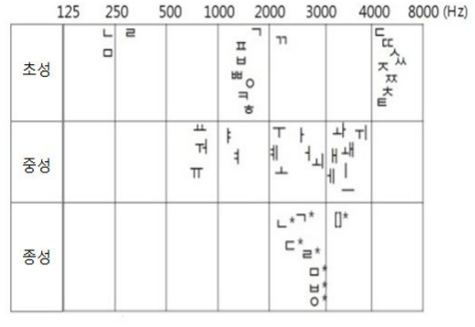 125 250 500 1000 2000 3000 4000 8000 (Hz)
초성
ㄴ ㄹ ㄱ ㄲ ㄷ
ㅁ ㅍ ㄸ
ㅂ ㅅ
ㅃ ㅈ ㅆ
ㅇ ㅉ
ㅋ ㅊ
ㅎ ㅌ
중성
ㅛ ㅑ ㅜ ㅏ ㅘ ㅟ
ㅝ ㅕ ㅖ ㅓ ㅐ ㅙ
ㅠ ㅗ ㅚ ㅔ ㅣ
ㅡ
종성
ㄴ* ㄱ* []*
ㄷ* ㄹ*
ㅁ*
ㅂ*
ㅇ*